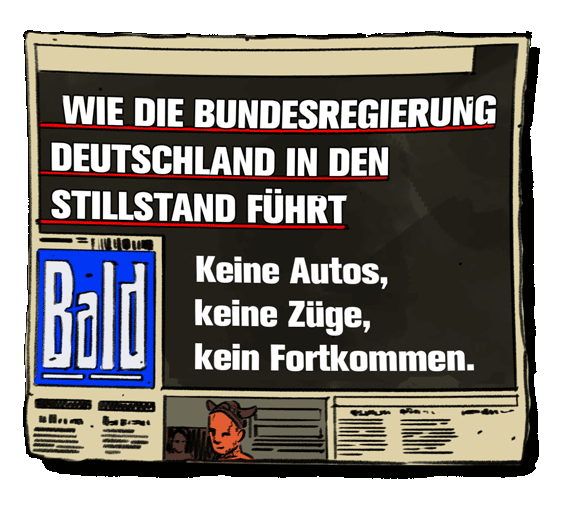 WIE DIE BUNDESREGIERUNG
DEUTSCHLAND IN DEN
STILLSTAND FÜHRT
Bald
Keine Autos,
keine Züge,
kein Fortkommen.